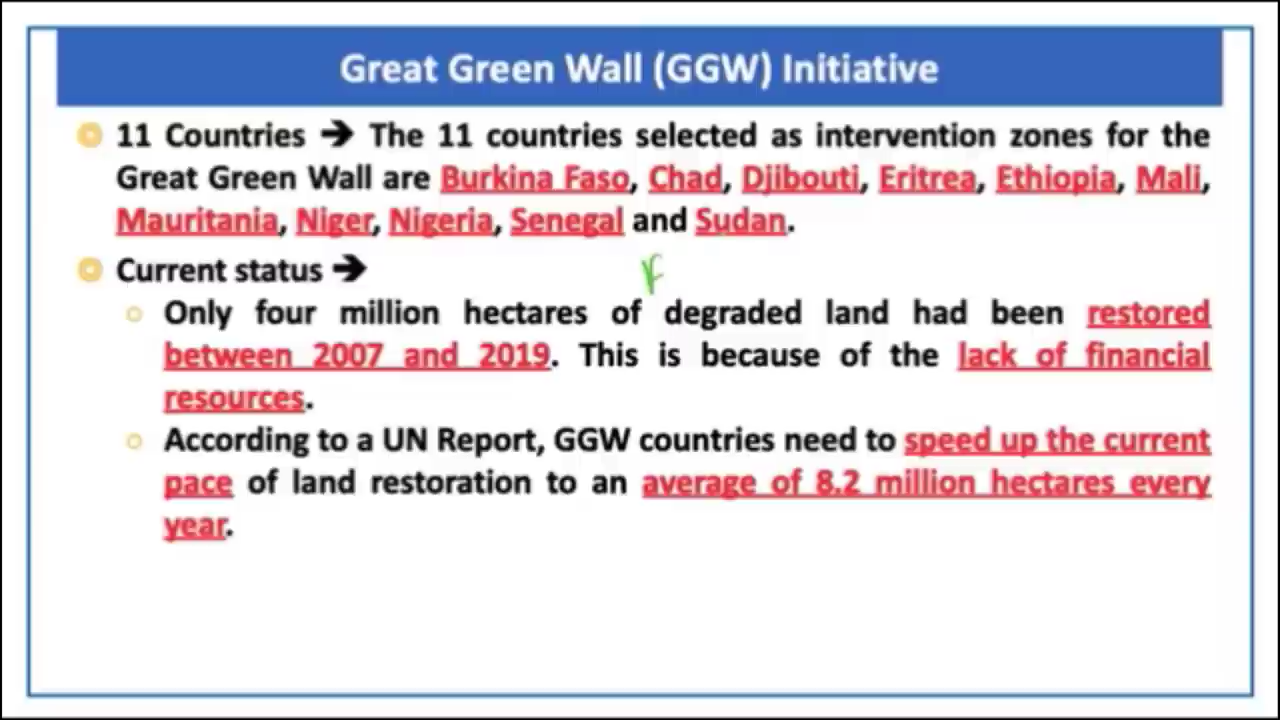 Great Green Wall (GGW) Initiative
11 Countries ➔ The 11 countries selected as intervention zones for the
Great Green Wall are Burkina Faso, Chad, Djibouti, Eritrea, Ethiopia, Mali,
Mauritania, Niger, Nigeria, Senegal and Sudan.
Current status ➔
Only four million hectares of degraded land had been restored
between 2007 and 2019. This is because of the lack of financial
resources.
According to a UN Report, GGW countries need to speed up the current
pace of land restoration to an average of 8.2 million hectares every
year.